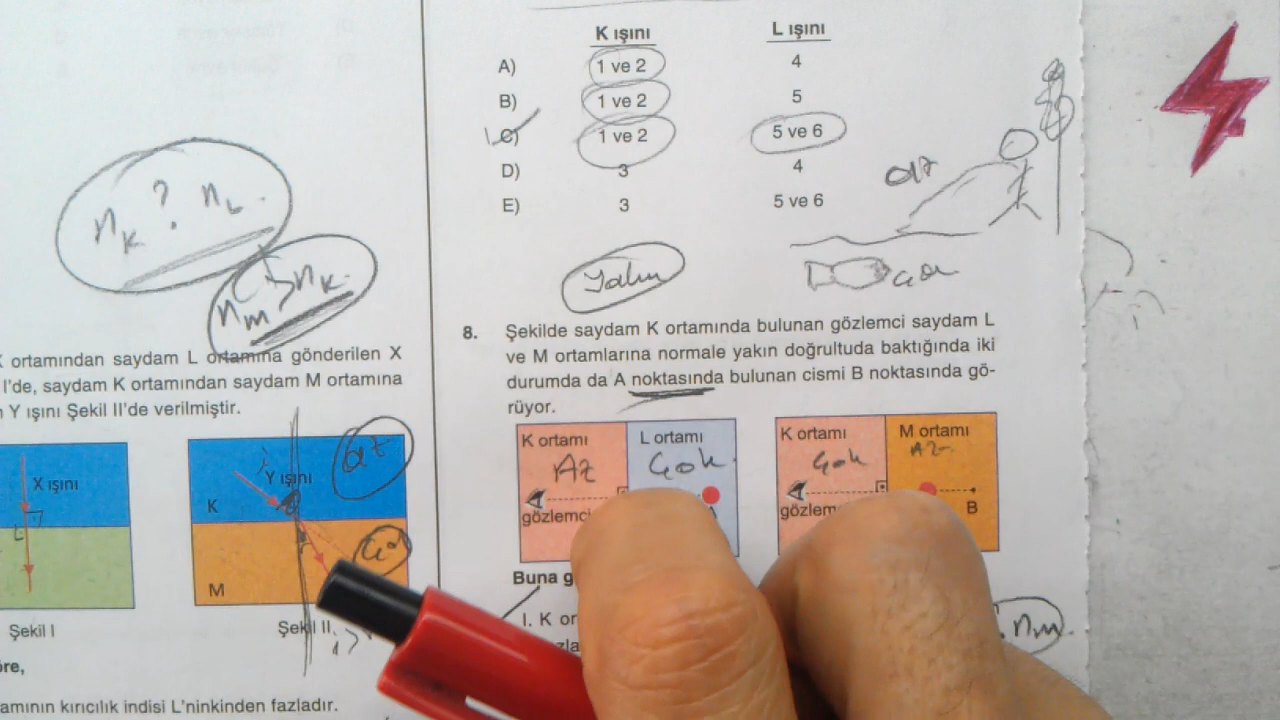 K ışını L ışını
A) 1 ve 2 4
B) 1 ve 2 5
C) 1 ve 2 5 ve 6
D) 3 4
E) 3 5 ve 6
az
Yakın
nK ? nL
nm > nK
8. Şekilde saydam K ortamında bulunan gözlemci saydam L
ve M ortamlarına normale yakın doğrultuda baktığında iki
durumda da A noktasında bulunan cismi B noktasında gö-
rüyor.
K ortamı L ortamı
Az Çok
gözlemci
K ortamı M ortamı
Çok Az
gözlem
B
Buna g
I. K or
zla
nm
K ortamından saydam L ortamına gönderilen X
I'de, saydam K ortamından saydam M ortamına
n Y ışını Şekil II'de verilmiştir.
X ışını
Şekil I
Y ışını
az
K
M
Şekil II
öre,
amının kırıcılık indisi L'ninkinden fazladır.